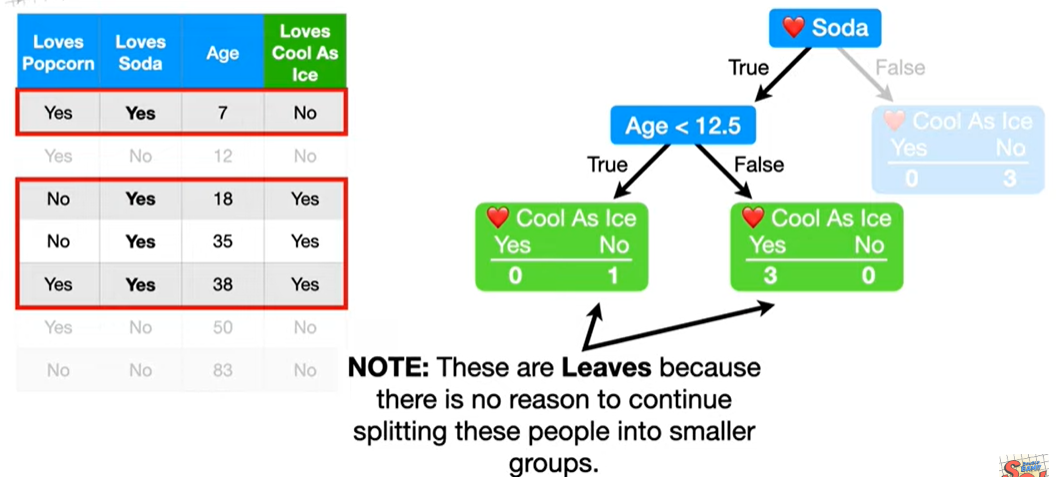 Loves Popcorn Loves Soda Age Loves Cool As Ice
Yes Yes 7 No
Yes No 12 No
No Yes 18 Yes
No Yes 35 Yes
Yes Yes 38 Yes
Yes No 50 No
No No 83 No
❤️ Soda
True False
Age < 12.5
❤️ Cool As Ice
Yes No
0 3
True False
❤️ Cool As Ice
Yes No
0 1
❤️ Cool As Ice
Yes No
3 0
NOTE: These are Leaves because
there is no reason to continue
splitting these people into smaller
groups.